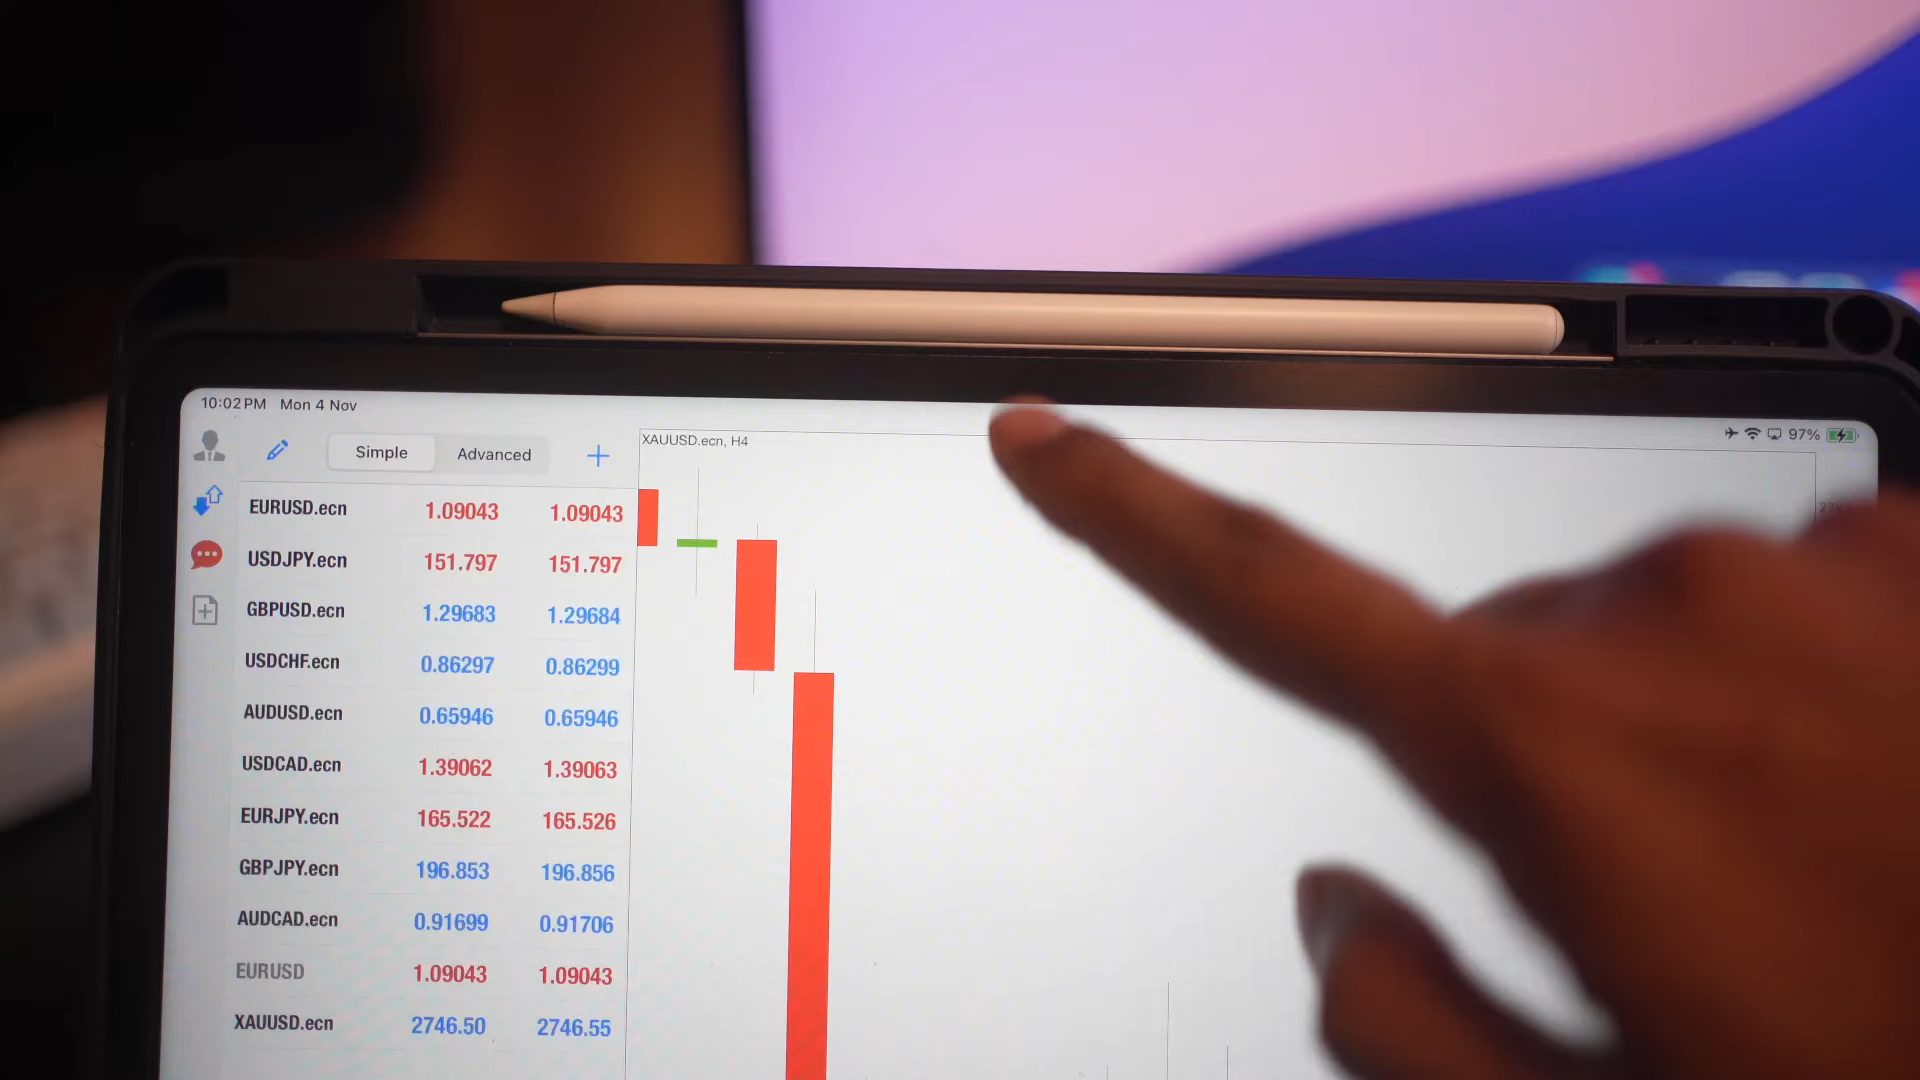 10:02 PM Mon 4 Nov
97%
Simple Advanced
XAUUSD.ecn, H4
EURUSD.ecn 1.09043 1.09043
USDJPY.ecn 151.797 151.797
GBPUSD.ecn 1.29683 1.29684
USDCHF.ecn 0.86297 0.86299
AUDUSD.ecn 0.65946 0.65946
USDCAD.ecn 1.39062 1.39063
EURJPY.ecn 165.522 165.526
GBPJPY.ecn 196.853 196.856
AUDCAD.ecn 0.91699 0.91706
EURUSD 1.09043 1.09043
XAUUSD.ecn 2746.50 2746.55